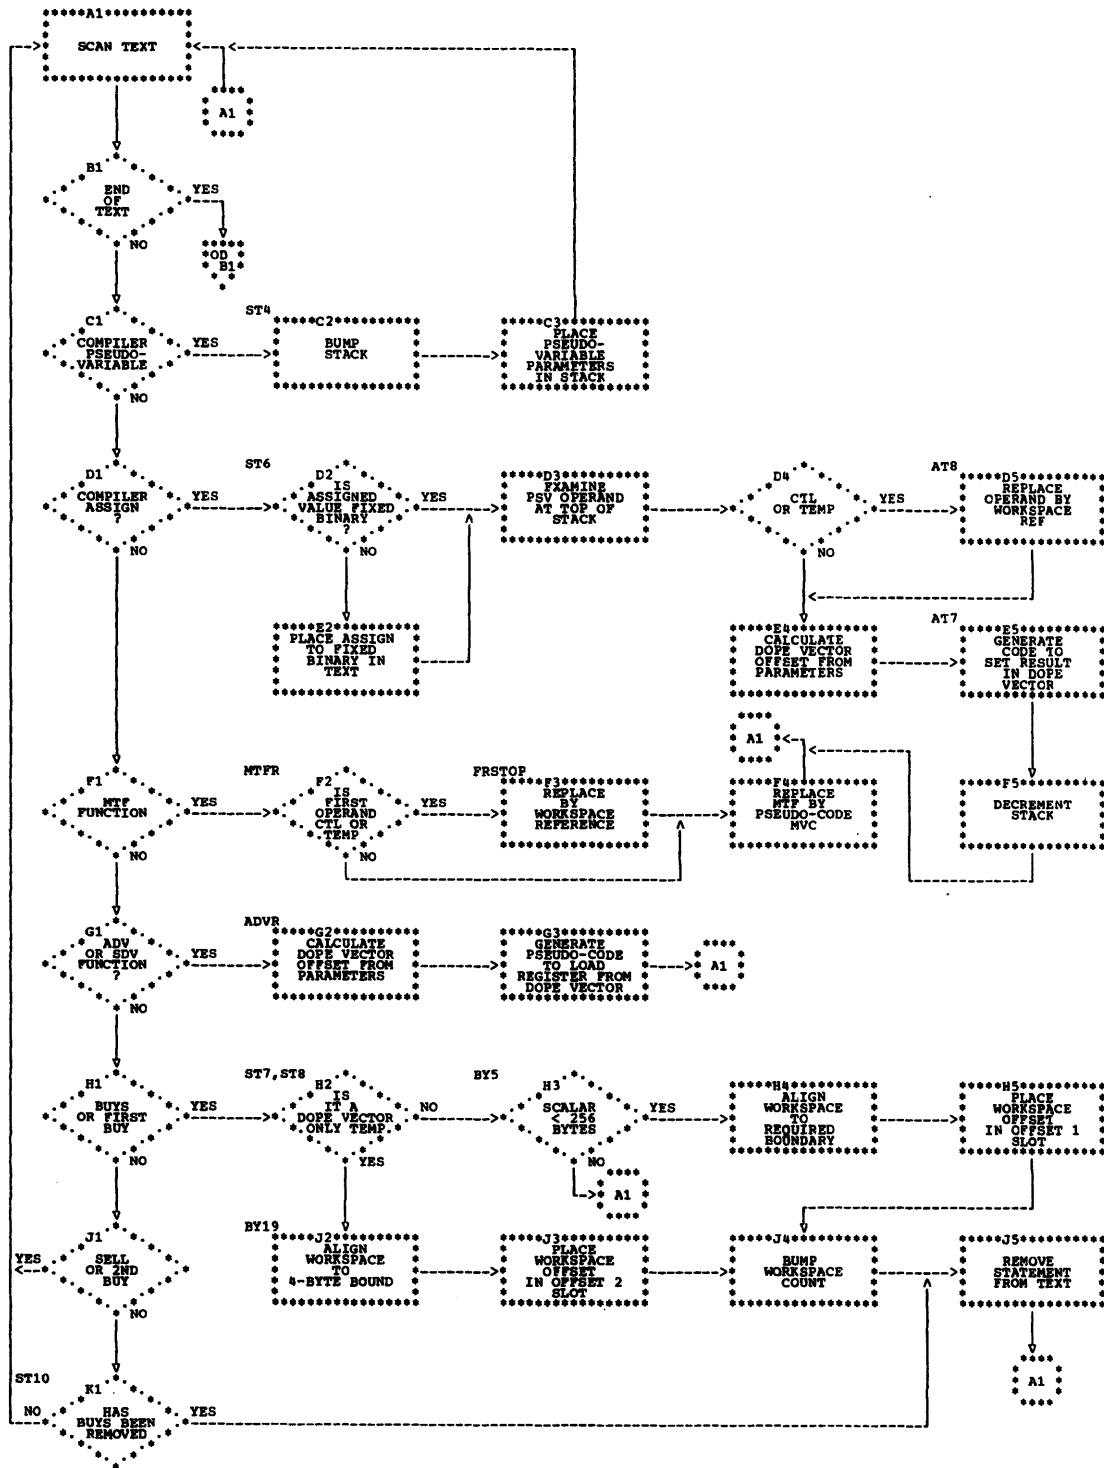 A1
SCAN TEXT
A1
B1
END
OF
TEXT
YES
NO
OD
B1
C1
COMPILER
PSEUDO-
VARIABLE
YES
NO
ST4
C2
BUMP
STACK
C3
PLACE
PSEUDO-
VARIABLE
PARAMETERS
IN STACK
D1
COMPILER
ASSIGN
?
YES
NO
ST6
D2
IS
ASSIGNED
VALUE FIXED
BINARY
?
YES
NO
D3
EXAMINE
PSV OPERAND
AT TOP OF
STACK
D4
CTL
OR TEMP
YES
NO
AT8
D5
REPLACE
OPERAND BY
WORKSPACE
REF
E2
PLACE ASSIGN
TO FIXED
BINARY IN
TEXT
E4
CALCULATE
DOPE VECTOR
OFFSET FROM
PARAMETERS
AT7
E5
GENERATE
CODE TO
SET RESULT
IN DOPE
VECTOR
A1
F1
MTF
FUNCTION
YES
NO
MTFR
F2
IS
FIRST
OPERAND
CTL OR
TEMP
YES
NO
FRSTOP
F3
REPLACE
BY
WORKSPACE
REFERENCE
F4
REPLACE
MTF BY
PSEUDO-CODE
MVC
F5
DECREMENT
STACK
G1
ADV
OR SDV
FUNCTION
?
YES
NO
ADVR
G2
CALCULATE
DOPE VECTOR
OFFSET FROM
PARAMETERS
G3
GENERATE
PSEUDO-CODE
TO LOAD
REGISTER FROM
DOPE VECTOR
A1
H1
BUYS
OR FIRST
BUY
YES
NO
ST7,ST8
H2
IS
IT A
DOPE VECTOR
ONLY TEMP
NO
YES
BY5
H3
SCALAR
< 256
BYTES
YES
NO
A1
H4
ALIGN
WORKSPACE
TO
REQUIRED
BOUNDARY
H5
PLACE
WORKSPACE
OFFSET
IN OFFSET 1
SLOT
J1
SELL
OR 2ND
BUY
YES
NO
BY19
J2
ALIGN
WORKSPACE
TO
4-BYTE BOUND
J3
PLACE
WORKSPACE
OFFSET
IN OFFSET 2
SLOT
J4
BUMP
WORKSPACE
COUNT
J5
REMOVE
STATEMENT
FROM TEXT
A1
ST10
K1
HAS
BUYS BEEN
REMOVED
NO
YES